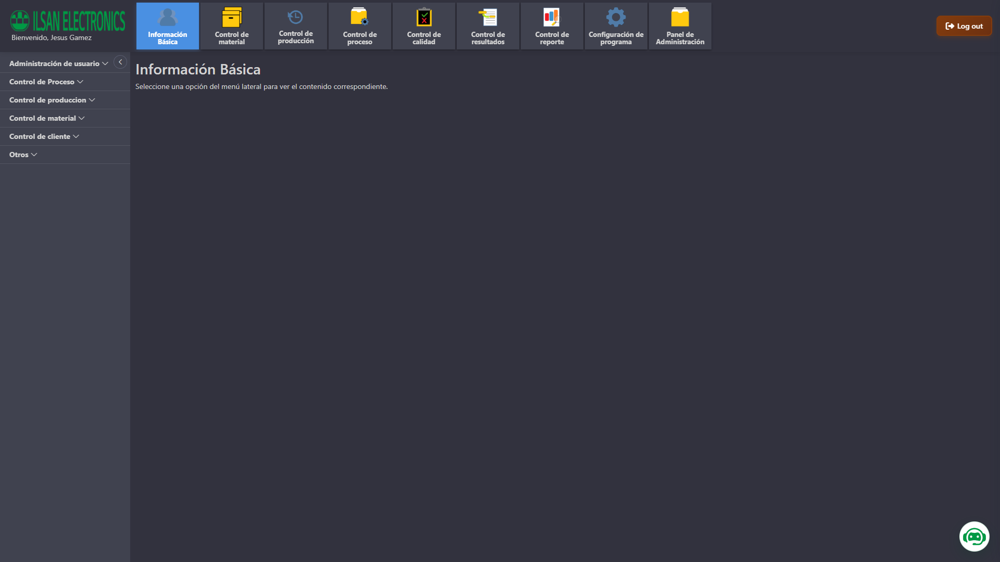 ILSAN ELECTRONICS
Bienvenido, Jesus Gamez
Información
Básica
Control de
material
Control de
producción
Control de
proceso
Control de
calidad
Control de
resultados
Control de
reporte
Configuración de
programa
Panel de
Administración
Log out
Administración de usuario
Control de Proceso
Control de produccion
Control de material
Control de cliente
Otros
Información Básica
Seleccione una opción del menú lateral para ver el contenido correspondiente.